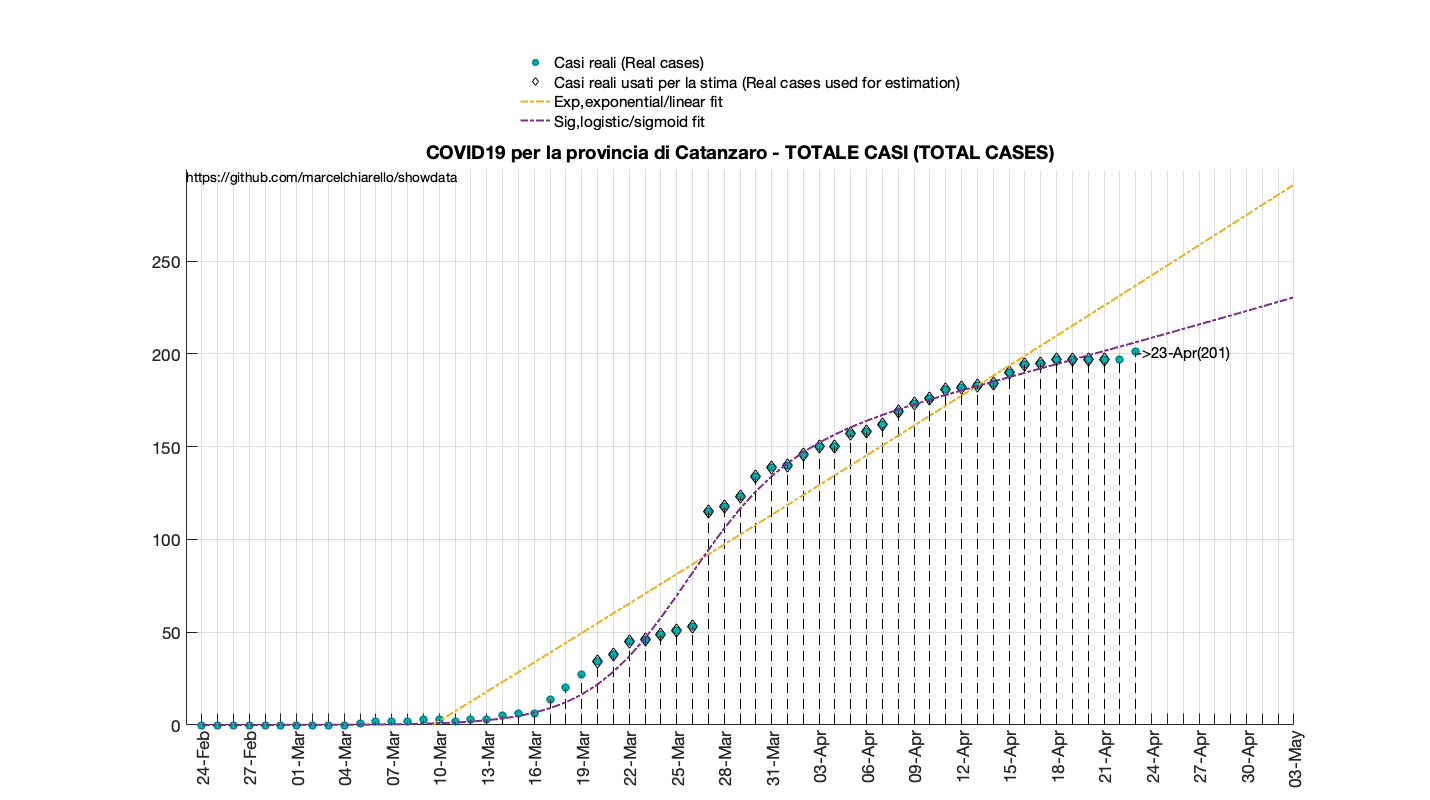 Casi reali (Real cases)
Casi reali usati per la stima (Real cases used for estimation)
Exp,exponential/linear fit
Sig,logistic/sigmoid fit
COVID19 per la provincia di Catanzaro - TOTALE CASI (TOTAL CASES)
https://github.com/marcelchiarello/showdata
250
200
->23-Apr(201)
150
100
50
0
24-Feb
27-Feb
01-Mar
04-Mar
07-Mar
10-Mar
13-Mar
16-Mar
19-Mar
22-Mar
25-Mar
28-Mar
31-Mar
03-Apr
06-Apr
09-Apr
12-Apr
15-Apr
18-Apr
21-Apr
24-Apr
27-Apr
30-Apr
03-May